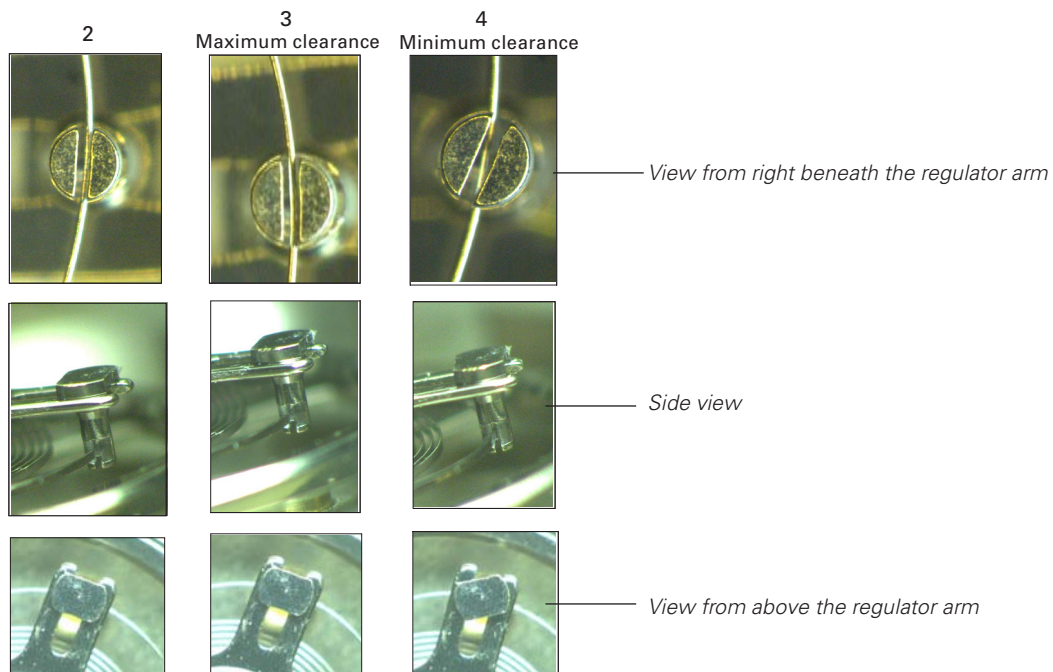 2
3
Maximum clearance
4
Minimum clearance
View from right beneath the regulator arm
Side view
View from above the regulator arm